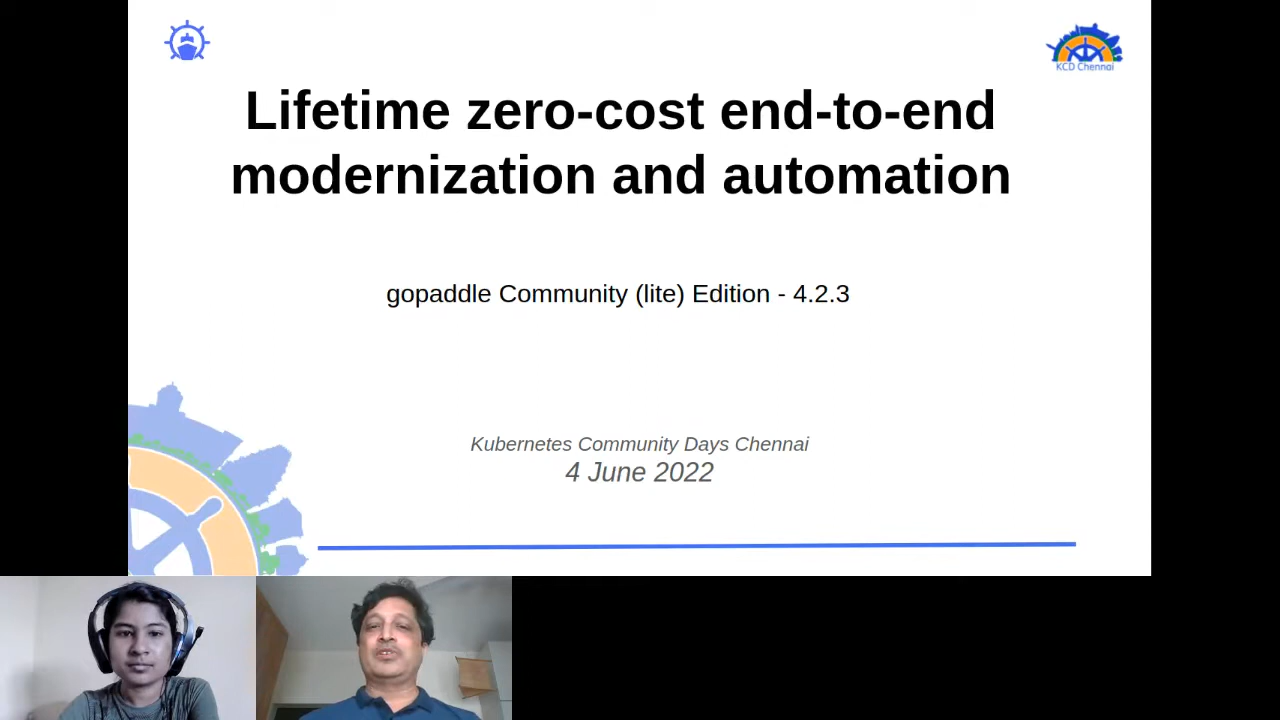 KCD Chennai
Lifetime zero-cost end-to-end
modernization and automation
gopaddle Community (lite) Edition - 4.2.3
Kubernetes Community Days Chennai
4 June 2022